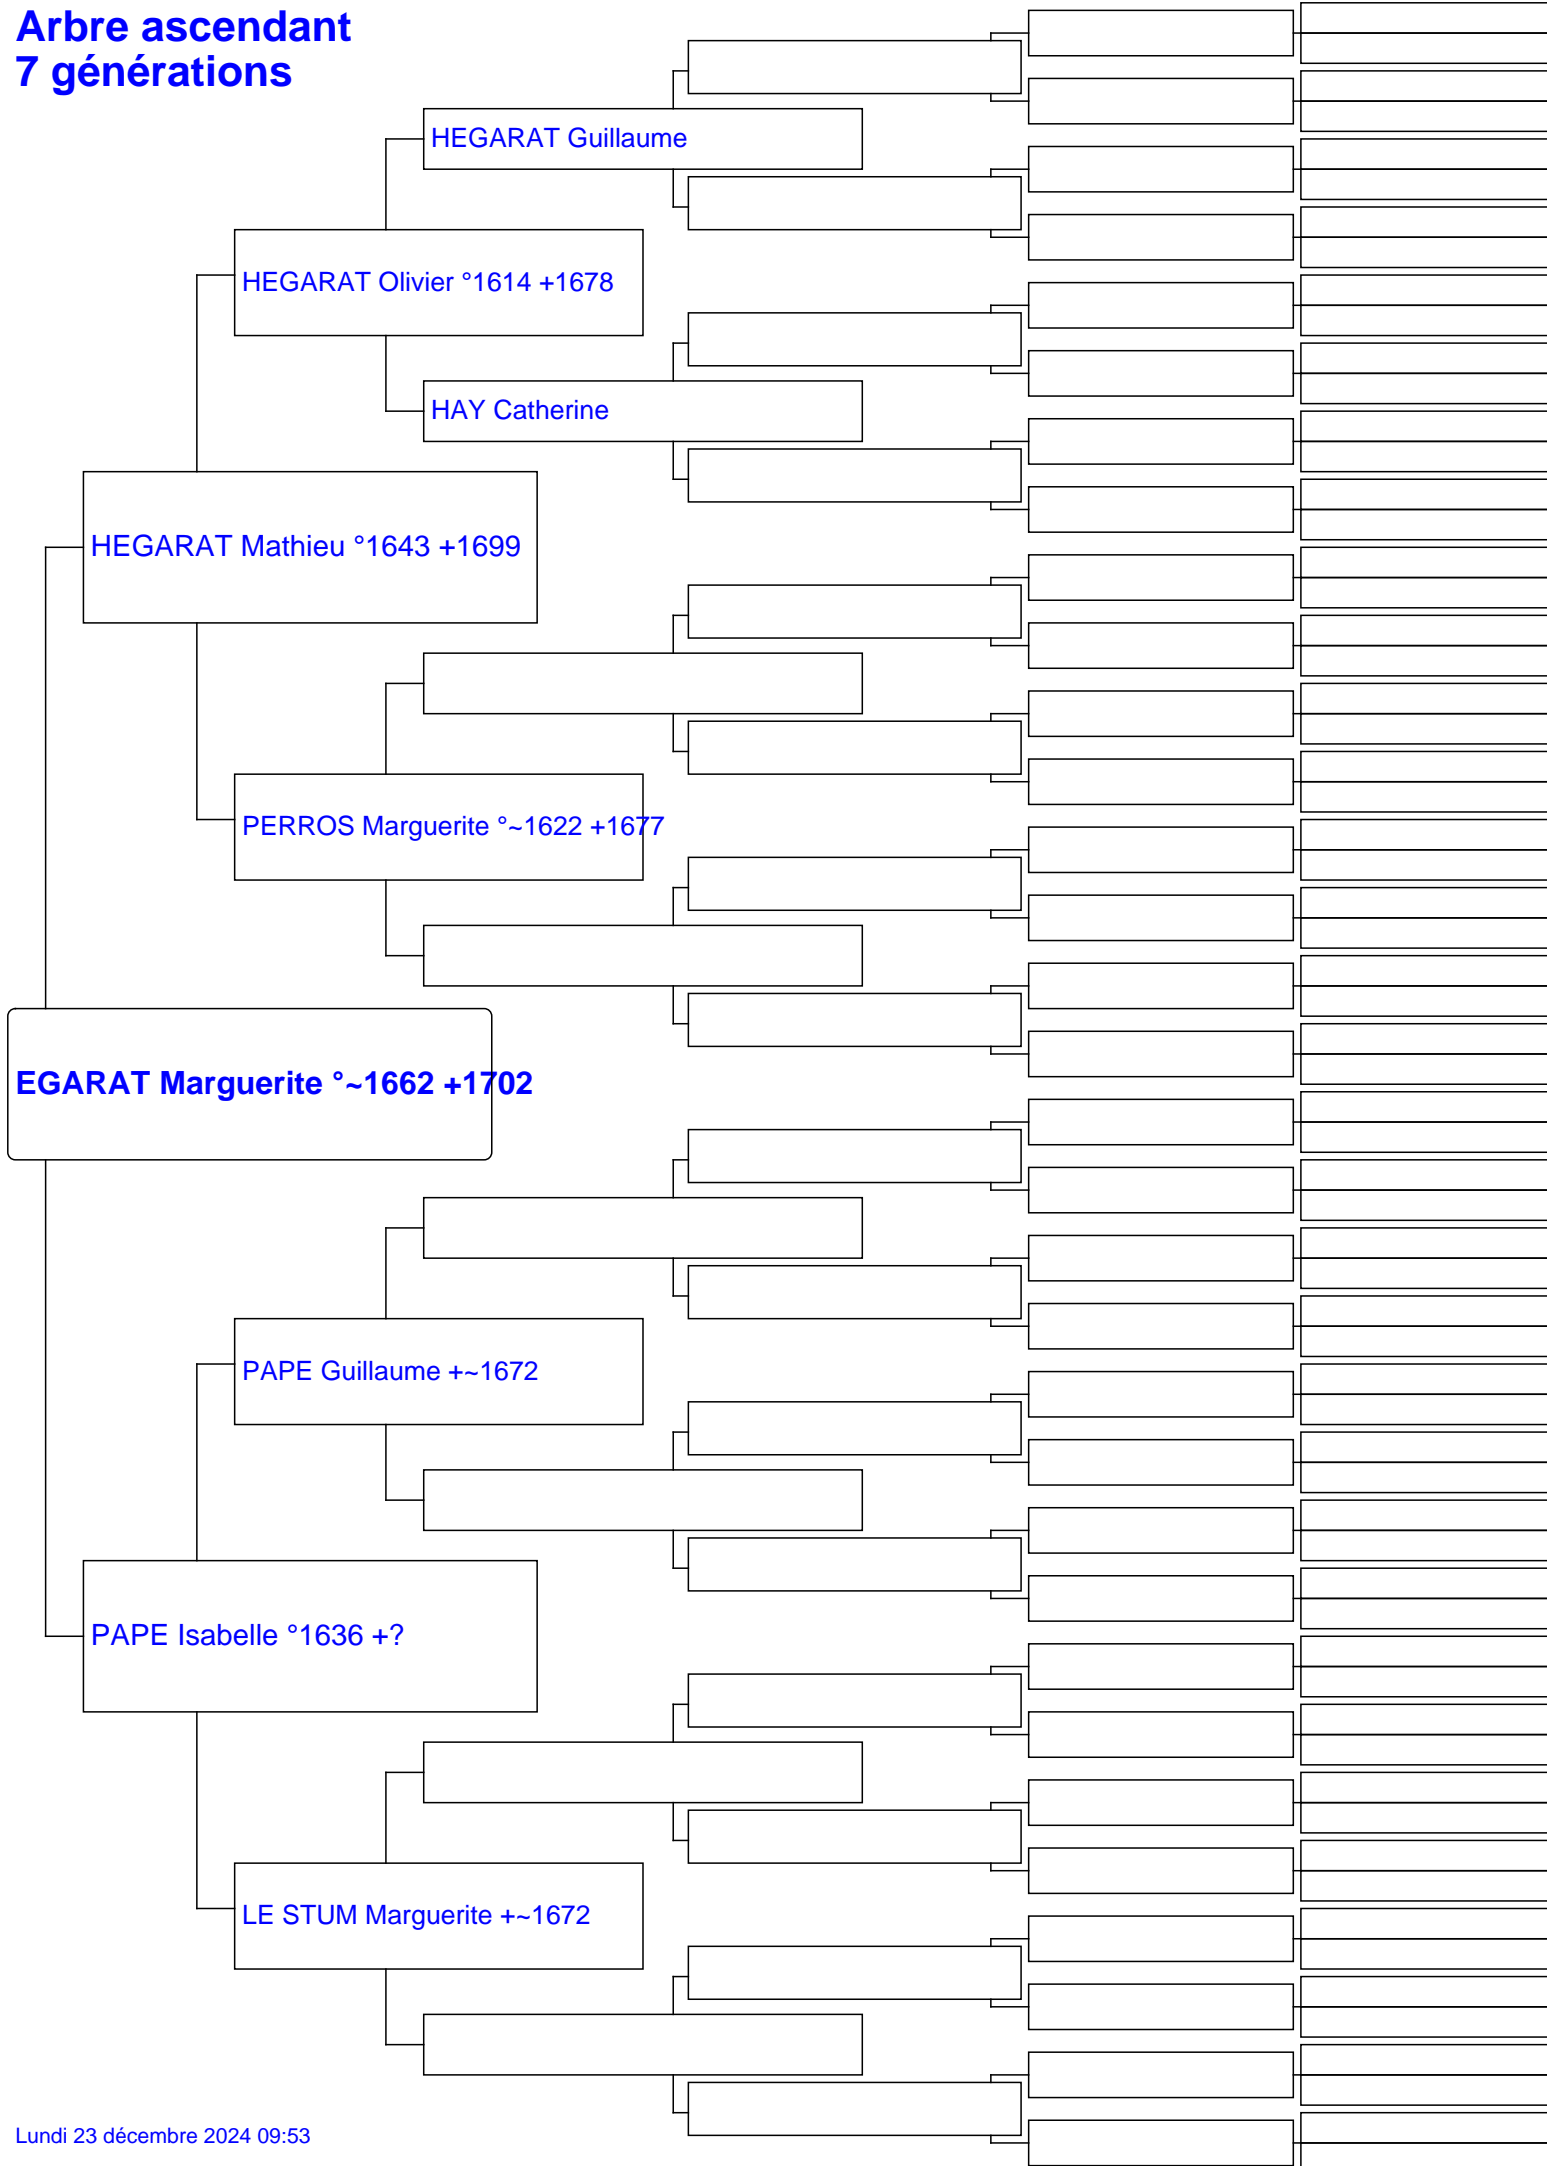 Arbre ascendant
7 générations
HEGARAT Guillaume
HEGARAT Olivier °1614 +1678
HAY Catherine
HEGARAT Mathieu °1643 +1699
PERROS Marguerite °~1622 +1677
EGARAT Marguerite °~1662 +1702
PAPE Guillaume +~1672
PAPE Isabelle °1636 +?
LE STUM Marguerite +~1672
Lundi 23 décembre 2024 09:53